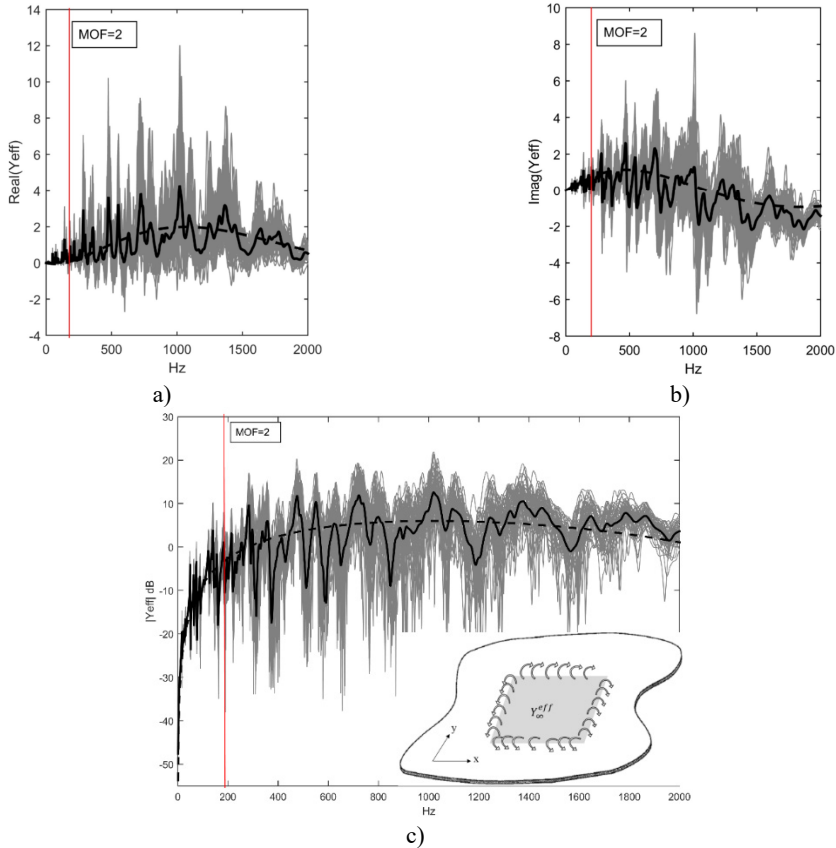 14
12
10
8
6
4
2
0
-2
-4
Real(Yeff)
MOF=2
0 500 1000 1500 2000
Hz
a)
10
8
6
4
2
0
-2
-4
-6
-8
Imag(Yeff)
MOF=2
0 500 1000 1500 2000
Hz
b)
30
20
10
0
-10
-20
-30
-40
-50
|Yeff| dB
MOF=2
Y∞^eff
y
x
0 200 400 600 800 1000 1200 1400 1600 1800 2000
Hz
c)